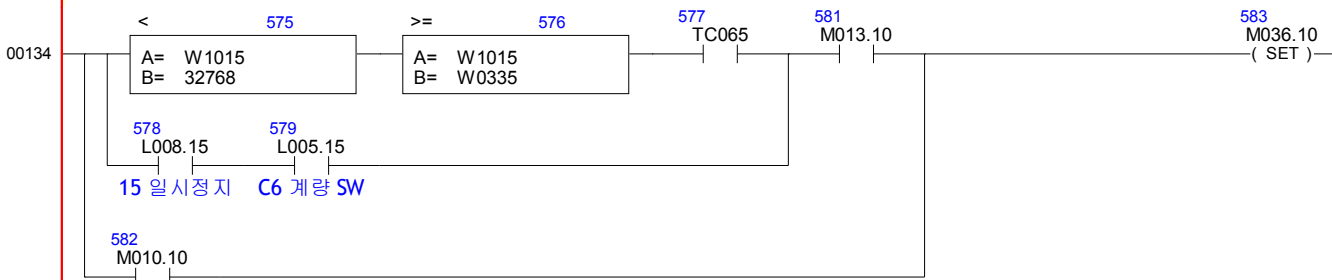 < 575 >= 576 577 581 583
TC065 M013.10 M036.10
00134 A= W1015 A= W1015 ( SET )
B= 32768 B= W0335
578 579
L008.15 L005.15
15 일시정지 C6 계량 SW
582
M010.10